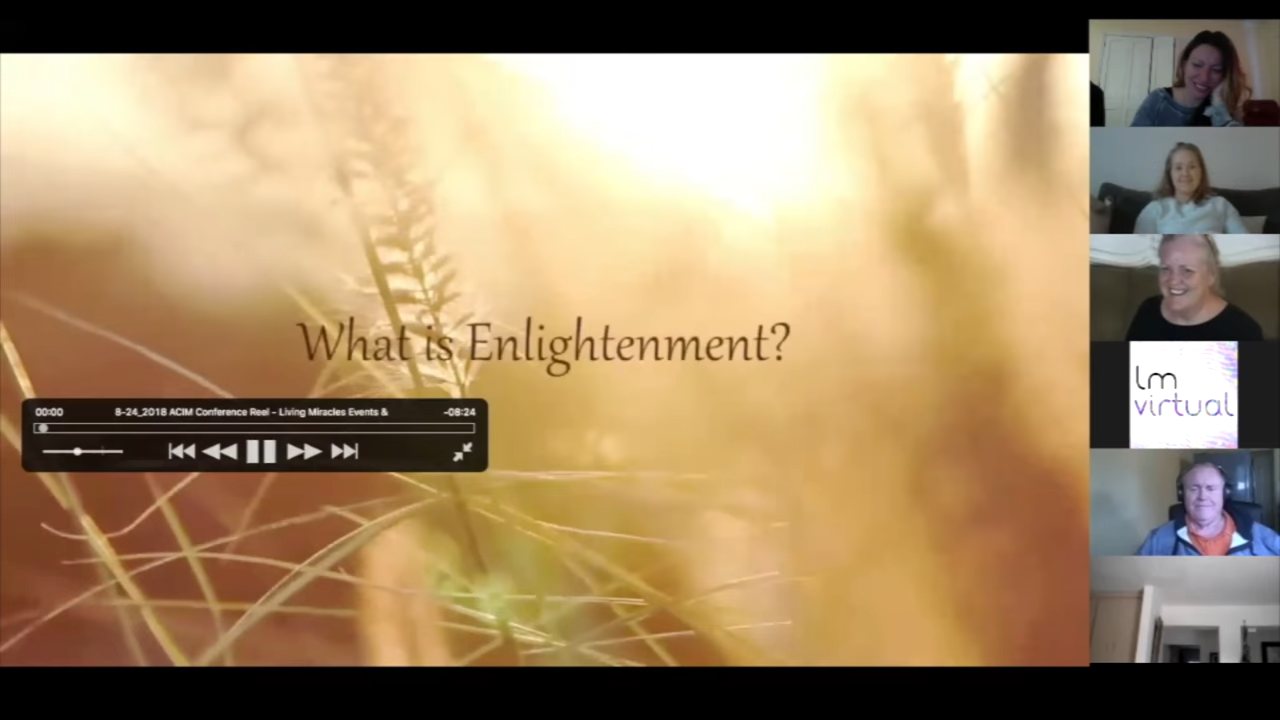 What is Enlightenment?
00:00 8-24_2018 ACIM Conference Reel - Living Miracles Events & -08:24
lm
virtual